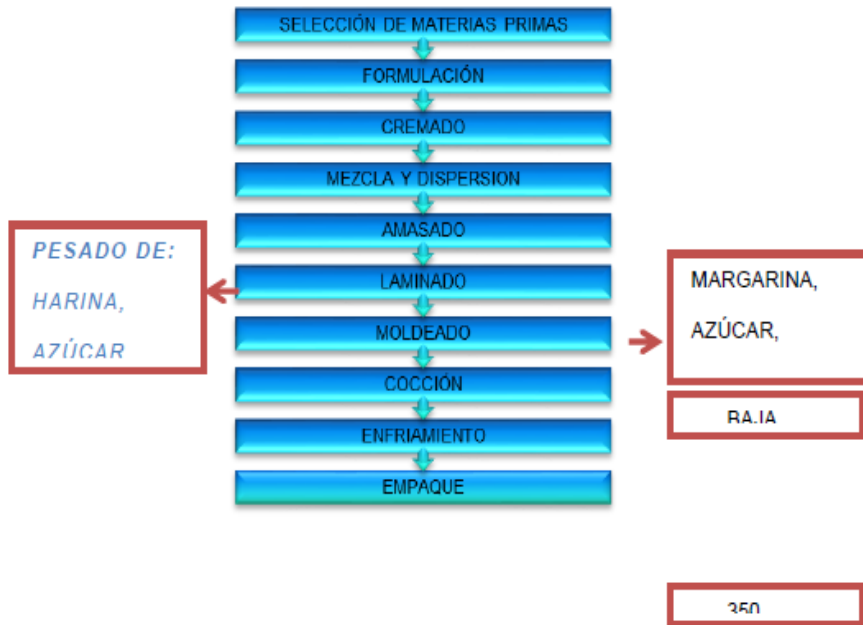 SELECCIÓN DE MATERIAS PRIMAS
FORMULACIÓN
CREMADO
MEZCLA Y DISPERSION
AMASADO
LAMINADO
MOLDEADO
COCCIÓN
ENFRIAMIENTO
EMPAQUE
PESADO DE:
HARINA,
AZÚCAR
MARGARINA,
AZÚCAR,
BAJA
350